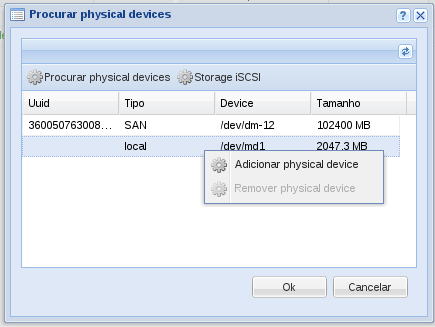 Procurar physical devices
Procurar physical devices Storage iSCSI
Uuid Tipo Device Tamanho
360050763008... SAN /dev/dm-12 102400 MB
local /dev/md1 2047.3 MB
Adicionar physical device
Remover physical device
Ok Cancelar